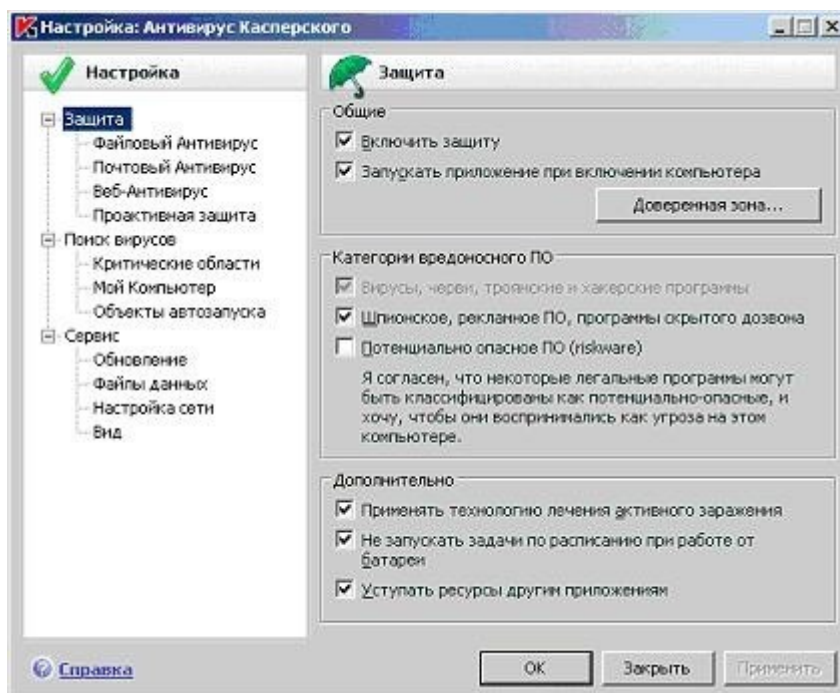 Настройка: Антивирус Касперского
Настройка
Защита
Файловый Антивирус
Почтовый Антивирус
Веб-Антивирус
Проактивная защита
Поиск вирусов
Критические области
Мой Компьютер
Объекты автозапуска
Сервис
Обновление
Файлы данных
Настройка сети
Вид
Справка
Защита
Общие
Включить защиту
Запускать приложение при включении компьютера
Доверенная зона...
Категории вредоносного ПО
Вирусы, черви, троянские и хакерские программы
Шпионское, рекламное ПО, программы скрытого дозвона
Потенциально опасное ПО (riskware)
Я согласен, что некоторые легальные программы могут
быть классифицированы как потенциально-опасные, и
хочу, чтобы они воспринимались как угроза на этом
компьютере.
Дополнительно
Применять технологию лечения активного заражения
Не запускать задачи по расписанию при работе от
батареи
Уступать ресурсы другим приложениям
ОК
Закрыть
Применить